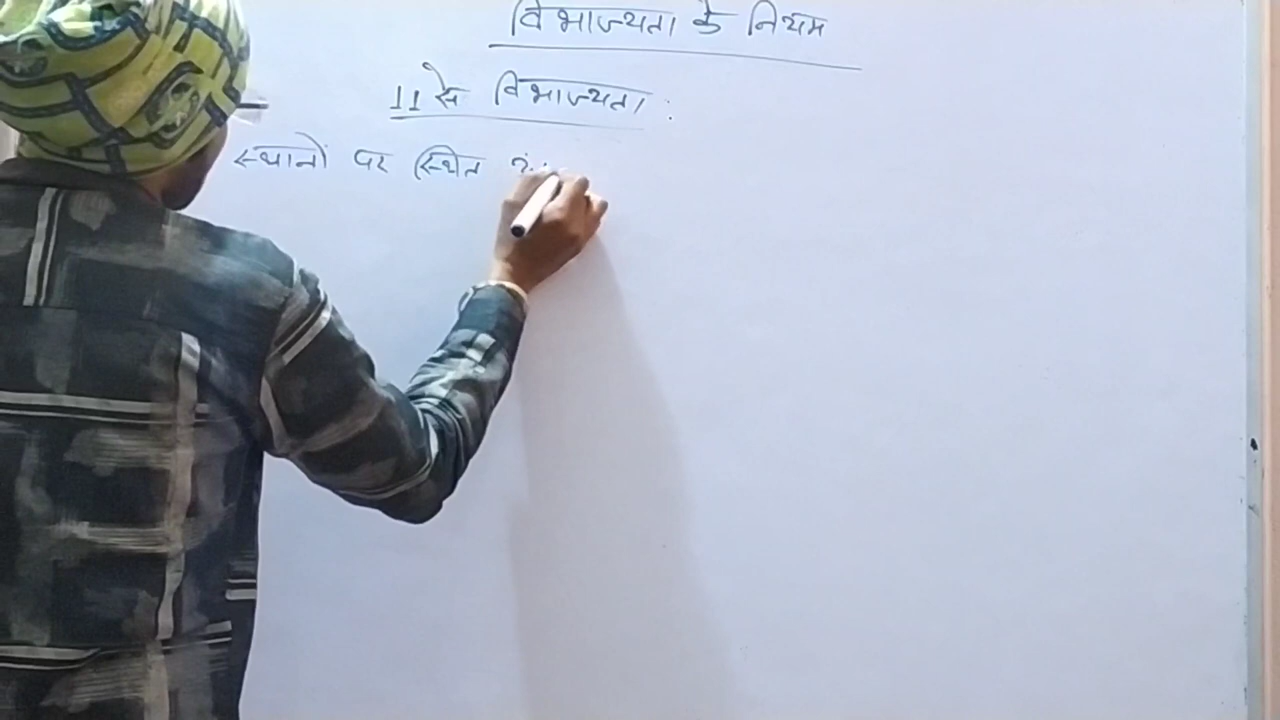 विभाज्यता के नियम
11 से विभाज्यता :
स्थानों पर स्थित